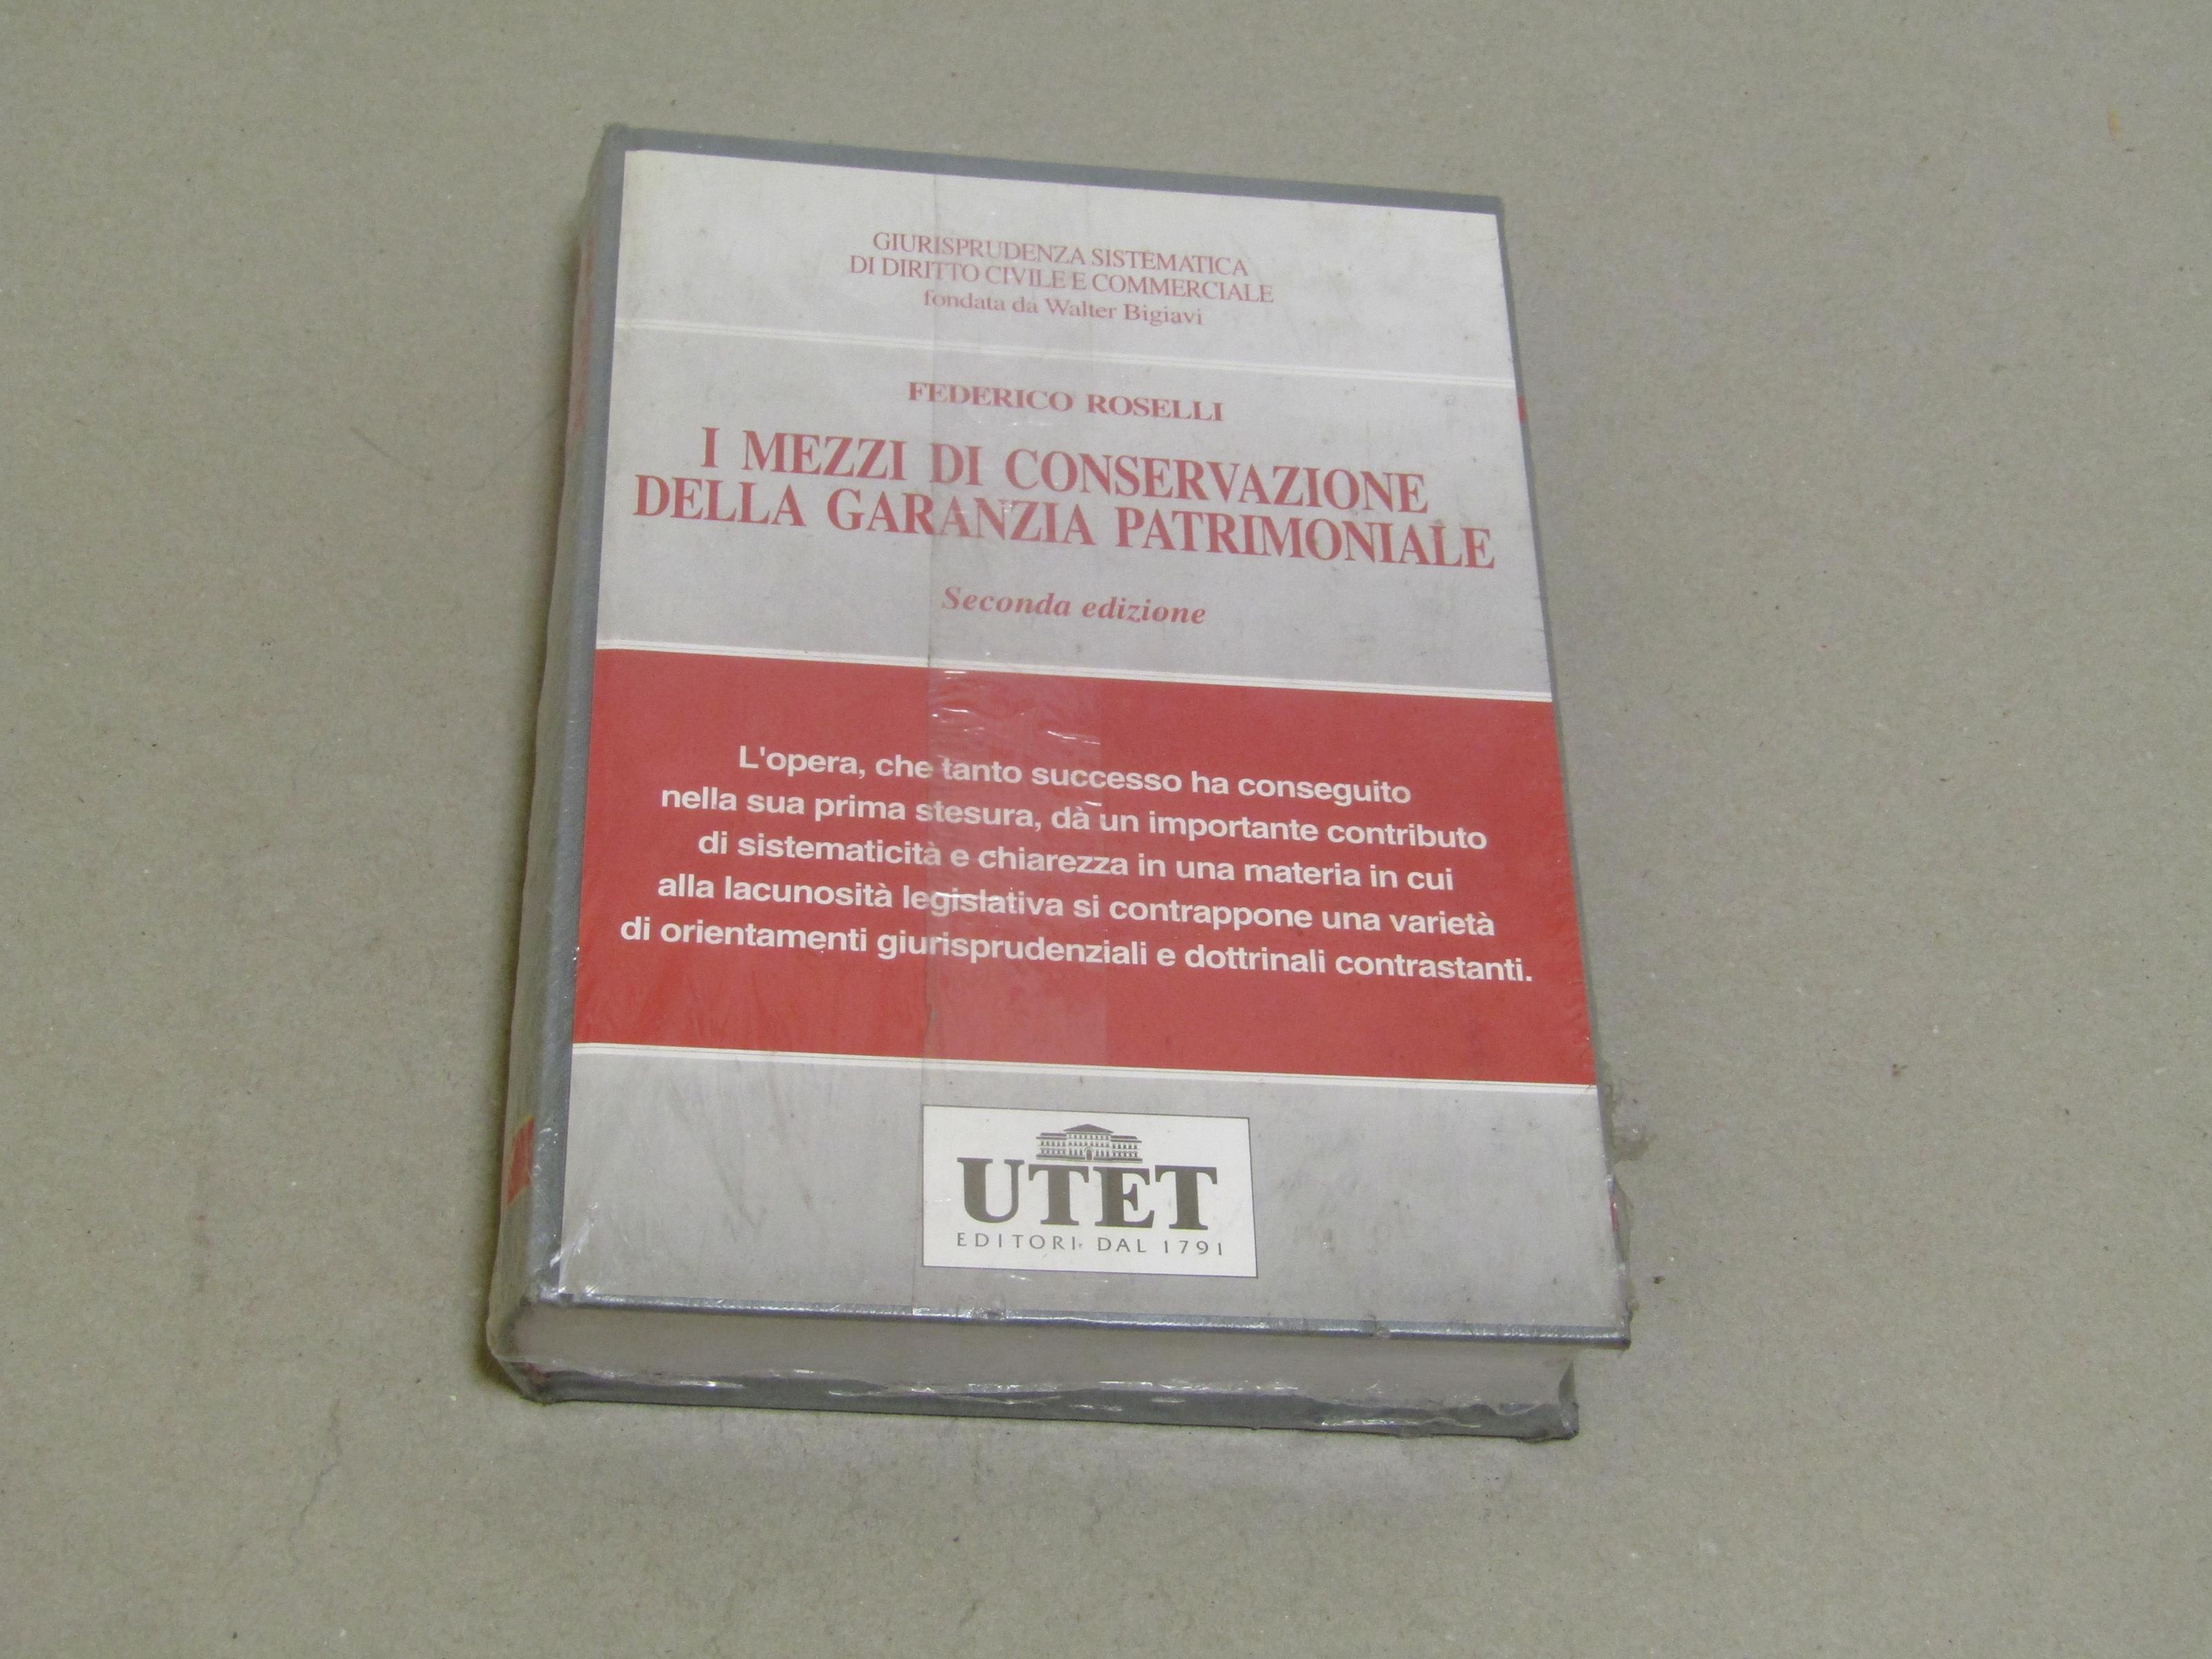 GIURISPRUDENZA SISTEMATICA
DI DIRITTO CIVILE E COMMERCIALE
fondata da Walter Bigiavi
FEDERICO ROSELLI
I MEZZI DI CONSERVAZIONE
DELLA GARANZIA PATRIMONIALE
Seconda edizione
L'opera, che tanto successo ha conseguito
nella sua prima stesura, dà un importante contributo
di sistematicità e chiarezza in una materia in cui
alla lacunosità legislativa si contrappone una varietà
di orientamenti giurisprudenziali e dottrinali contrastanti.
UTET
EDITORI DAL 1791